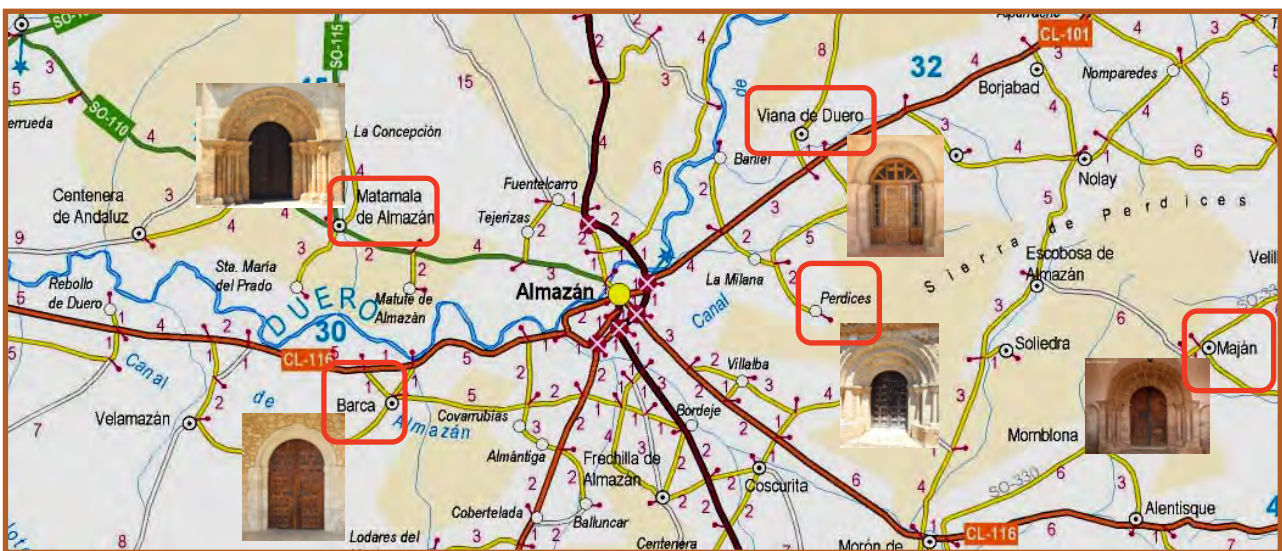 SO-115
SO-110
CL-101
15
32
8
15
La Concepción
Viana de Duero
Borjabad
Nomparedes
de
Baniel
Nolay
Centenera
de Andaluz
Matamala
de Almazán
Fuentelcarro
Tejerizas
Sierra de Perdices
Escobosa de
Almazán
Sta. María
del Prado
Rebollo
de Duero
DUERO
Matute de
Almazán
Almazán
La Milana
Canal
Perdices
30
CL-116
Soliedra
Maján
Villalba
Canal
de
Almazán
Velamazán
Barca
Covarrubias
Bordeje
Momblona
Almántiga
Frechilla de
Almazán
Coscurita
SO-330
Cobertelada
Balluncar
Alentisque
Lodares del
Centenera
Morón de
CL-116